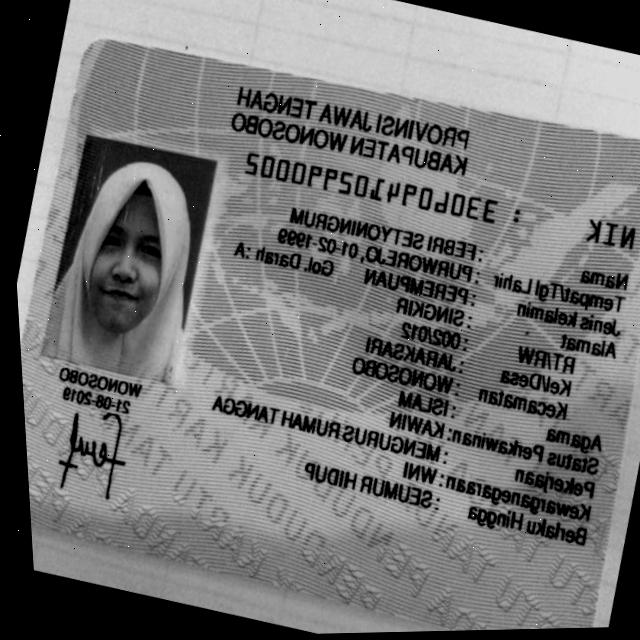 PROVINSI JAWA TENGAH
KABUPATEN WONOSOBO
NIK : 3307094102990002
Nama : FEBRI SETYONINGRUM
Tempat/Tgl Lahir : PURWOREJO, 01-02-1999
Jenis kelamin : PEREMPUAN Gol. Darah : A
Alamat : SINGKIR
RT/RW : 002/012
Kel/Desa : JARAKSARI
Kecamatan : WONOSOBO
Agama : ISLAM
Status Perkawinan: KAWIN
Pekerjaan : MENGURUS RUMAH TANGGA
Kewarganegaraan: WNI
Berlaku Hingga : SEUMUR HIDUP
WONOSOBO
21-08-2019